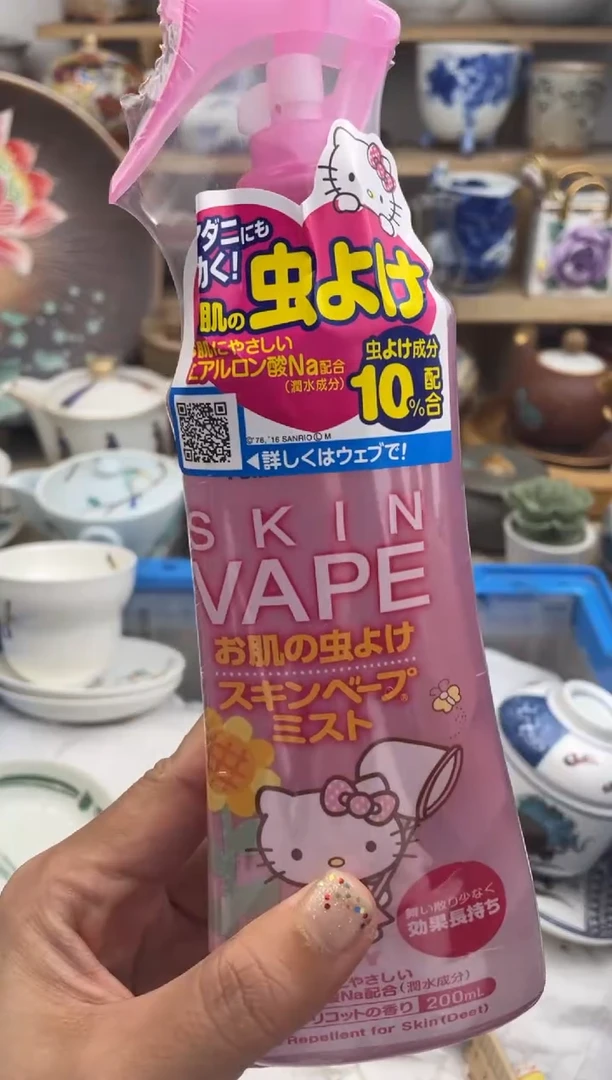 ダニにも
効く!
肌の虫よけ
肌にやさしい
ヒアルロン酸Na配合
(潤水成分)
虫よけ成分
10%配合
©'76,'16 SANRIO Ⓛ M
◀詳しくはウェブで!
SKIN
VAPE
お肌の虫よけ
スキンベープ®
ミスト
舞い散り少なく
効果長持ち
にやさしい
Na配合(潤水成分)
リコットの香り 200mL
Repellent for Skin (Deet)